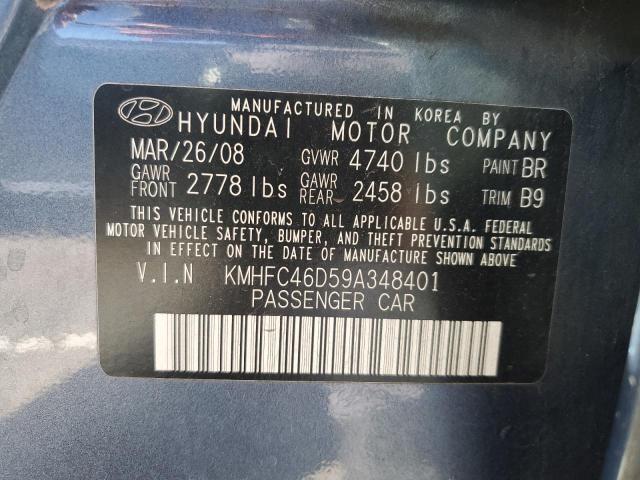 MANUFACTURED IN KOREA BY
HYUNDAI MOTOR COMPANY
MAR/26/08 GVWR 4740 lbs PAINT BR
GAWR FRONT 2778 lbs GAWR REAR 2458 lbs TRIM B9
THIS VEHICLE CONFORMS TO ALL APPLICABLE U.S.A. FEDERAL
MOTOR VEHICLE SAFETY, BUMPER, AND THEFT PREVENTION STANDARDS
IN EFFECT ON THE DATE OF MANUFACTURE SHOWN ABOVE.
V.I.N KMHFC46D59A348401
PASSENGER CAR